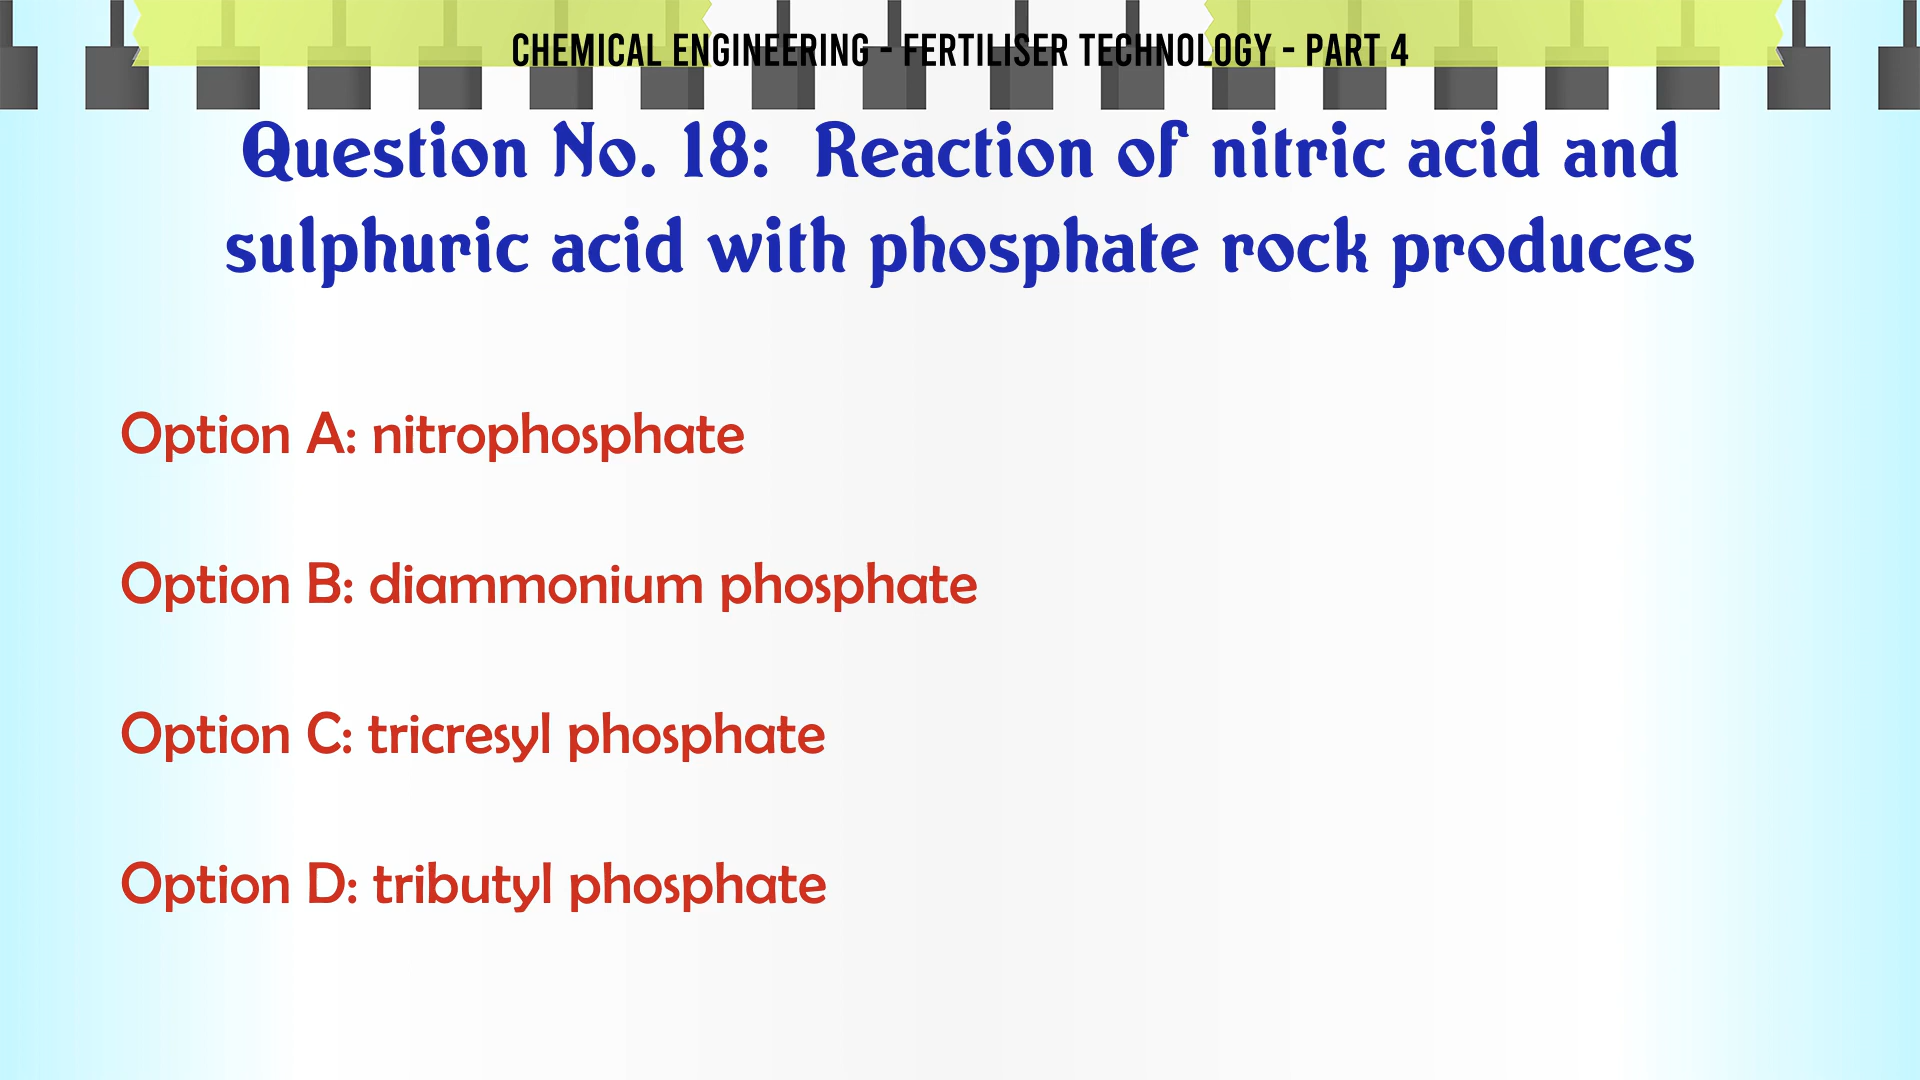 CHEMICAL ENGINEERING - FERTILISER TECHNOLOGY - PART 4
Question No. 18: Reaction of nitric acid and
sulphuric acid with phosphate rock produces
Option A: nitrophosphate
Option B: diammonium phosphate
Option C: tricresyl phosphate
Option D: tributyl phosphate